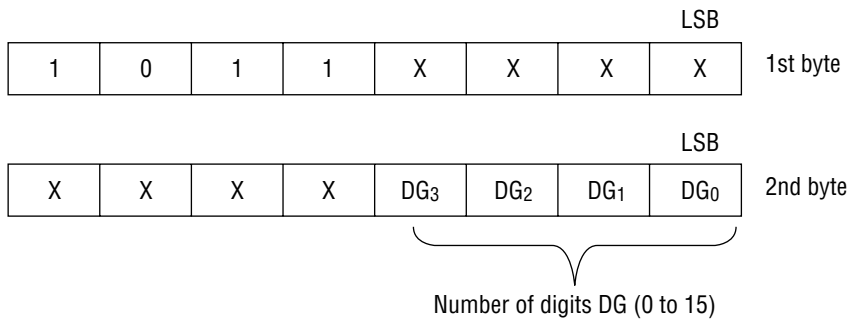 LSB
1 0 1 1 X X X X 1st byte
LSB
X X X X DG3 DG2 DG1 DG0 2nd byte
Number of digits DG (0 to 15)